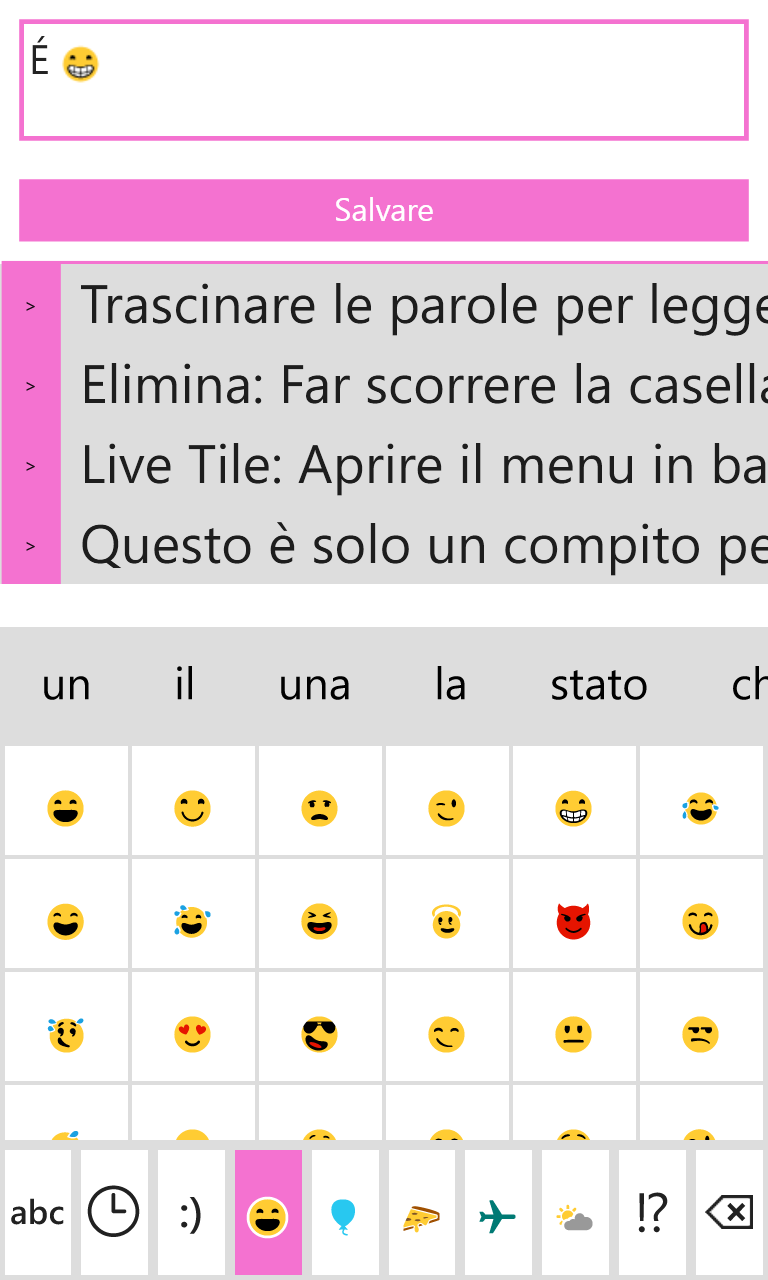 É 😁
Salvare
> Trascinare le parole per legge
> Elimina: Far scorrere la casella
> Live Tile: Aprire il menu in ba
> Questo è solo un compito pe
un il una la stato ch
abc :) !?